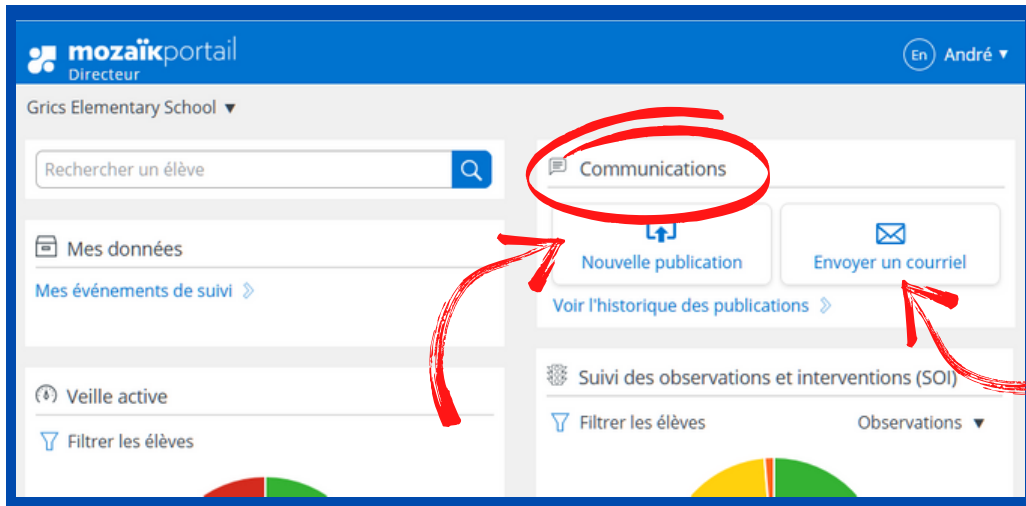 mozaïkportail
Directeur
En André
Grics Elementary School
Rechercher un élève
Mes données
Mes événements de suivi
Veille active
Filtrer les élèves
Communications
Nouvelle publication
Envoyer un courriel
Voir l'historique des publications
Suivi des observations et interventions (SOI)
Filtrer les élèves
Observations